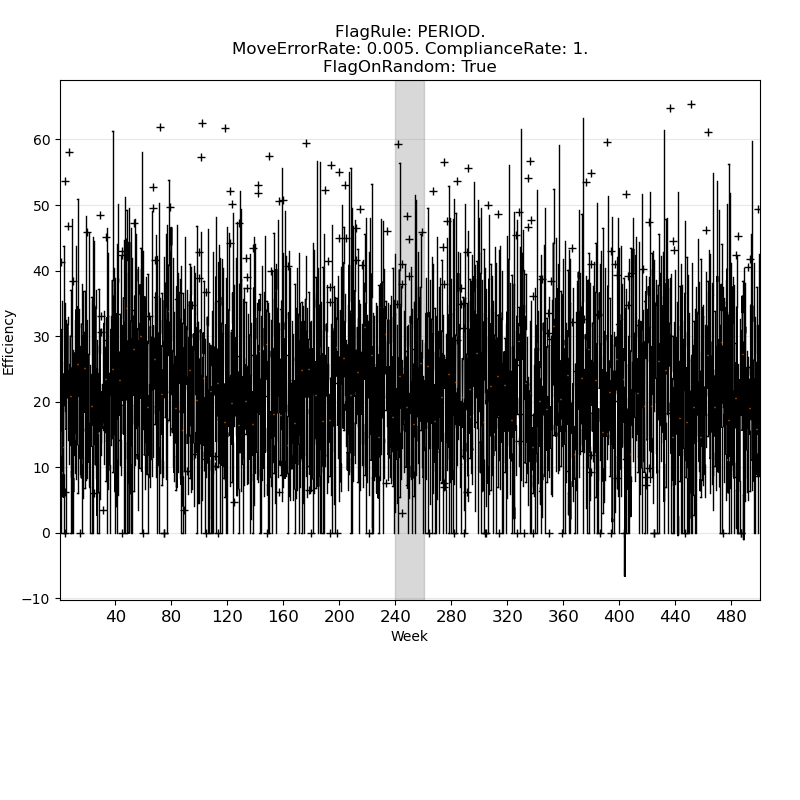 FlagRule: PERIOD.
MoveErrorRate: 0.005. ComplianceRate: 1.
FlagOnRandom: True
Efficiency
60
50
40
30
20
10
0
−10
40 80 120 160 200 240 280 320 360 400 440 480
Week